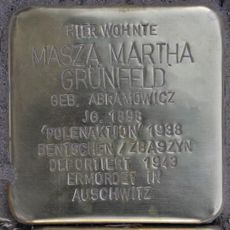 HIER WOHNTE
MASZA MARTHA
GRÜNFELD
GEB. ABRAMOWICZ
JG. 1898
'POLENAKTION' 1938
BENTSCHEN / ZBASZYN
DEPORTIERT 1943
ERMORDET IN
AUSCHWITZ